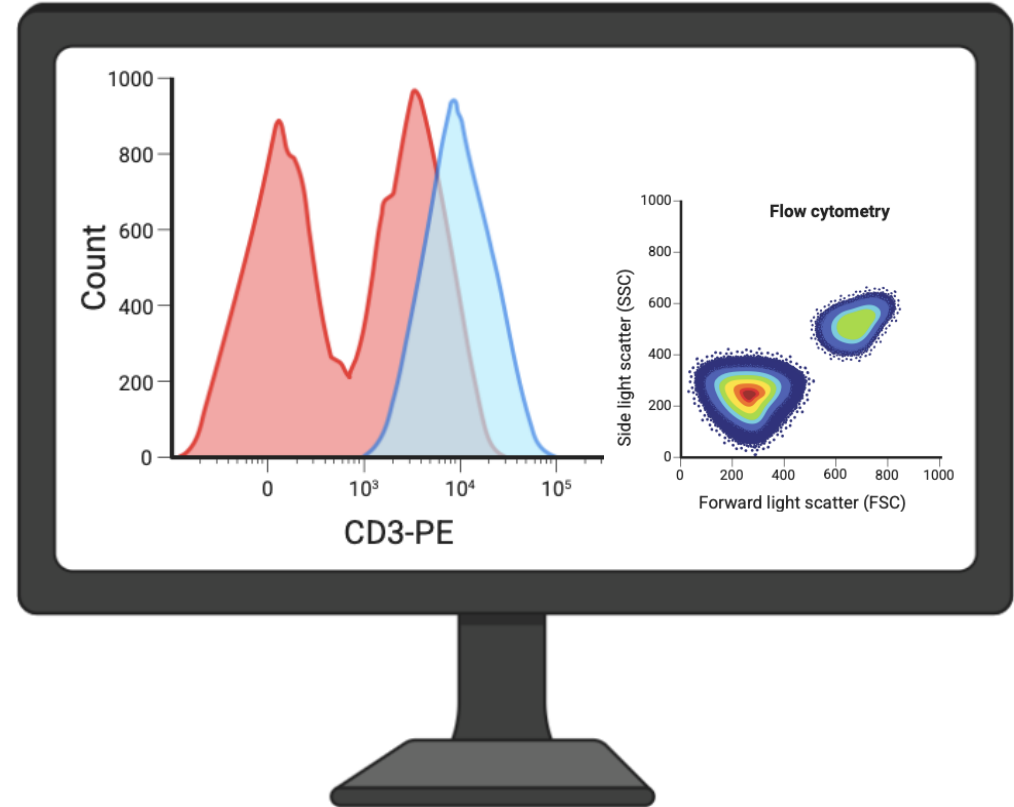 1000
800
600
400
200
0
Count
0
10³
10⁴
10⁵
CD3-PE
Flow cytometry
1000
800
600
400
200
0
Side light scatter (SSC)
0 200 400 600 800 1000
Forward light scatter (FSC)